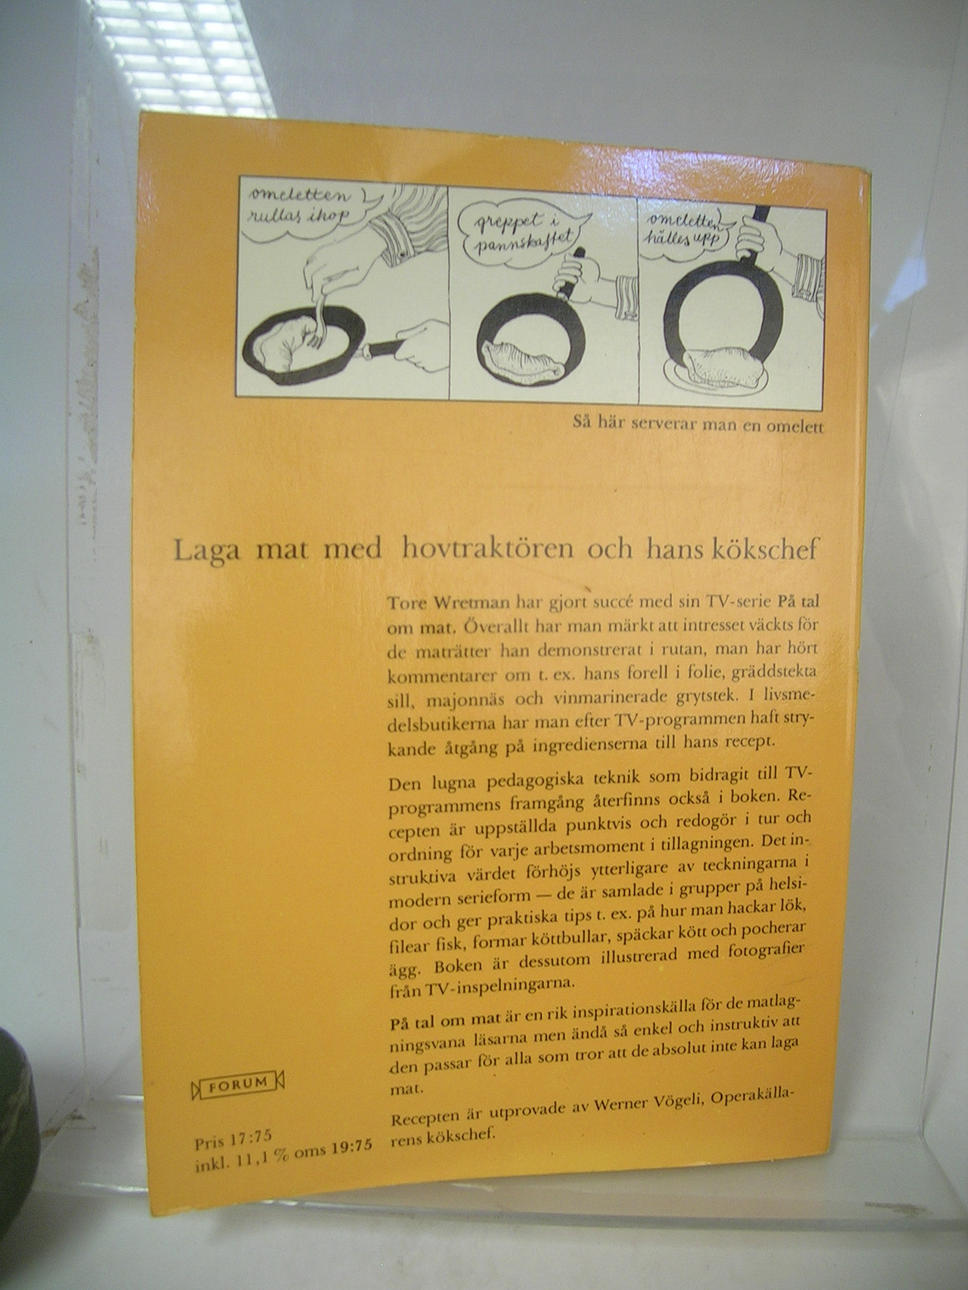 omeletten
rullas ihop
greppet i
pannskaftet
omeletten
hälles upp
Så här serverar man en omelett
Laga mat med hovtraktören och hans kökschef
Tore Wretman har gjort succé med sin TV-serie På tal
om mat. Överallt har man märkt att intresset väckts för
de maträtter han demonstrerat i rutan, man har hört
kommentarer om t. ex. hans forell i folie, gräddstekta
sill, majonnäs och vinmarinerade grytstek. I livsme-
delsbutikerna har man efter TV-programmen haft stry-
kande åtgång på ingredienserna till hans recept.
Den lugna pedagogiska teknik som bidragit till TV-
programmens framgång återfinns också i boken. Re-
cepten är uppställda punktvis och redogör i tur och
ordning för varje arbetsmoment i tillagningen. Det in-
struktiva värdet förhöjs ytterligare av teckningarna i
modern serieform — de är samlade i grupper på helsi-
dor och ger praktiska tips t. ex. på hur man hackar lök,
filear fisk, formar köttbullar, späckar kött och pocherar
ägg. Boken är dessutom illustrerad med fotografier
från TV-inspelningarna.
På tal om mat är en rik inspirationskälla för de matlag-
ningsvana läsarna men ändå så enkel och instruktiv att
den passar för alla som tror att de absolut inte kan laga
mat.
Recepten är utprovade av Werner Vögeli, Operakälla-
rens kökschef.
FORUM
Pris 17:75
inkl. 11,1 % oms 19:75